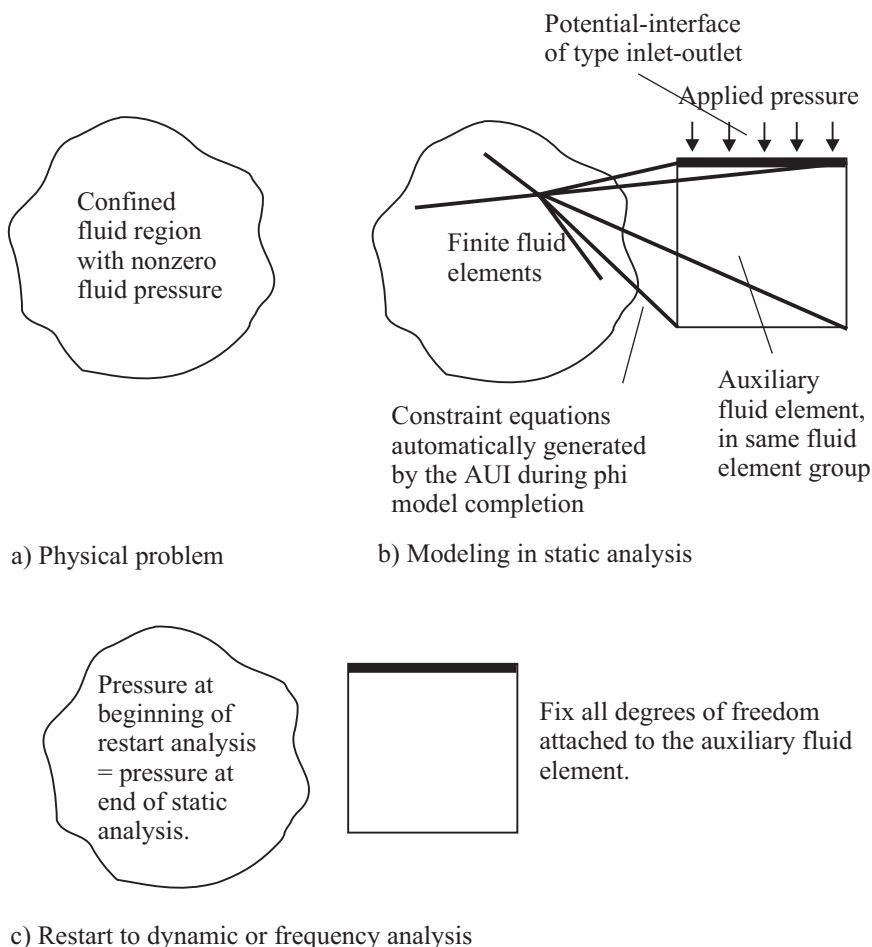 Potential-interface
of type inlet-outlet
Applied pressure
Confined
fluid region
with nonzero
fluid pressure
Finite fluid
elements
Auxiliary
fluid element,
in same fluid
element group
Constraint equations
automatically generated
by the AUI during phi
model completion
a) Physical problem
b) Modeling in static analysis
Pressure at
beginning of
restart analysis
= pressure at
end of static
analysis.
Fix all degrees of freedom
attached to the auxiliary fluid
element.
c) Restart to dynamic or frequency analysis